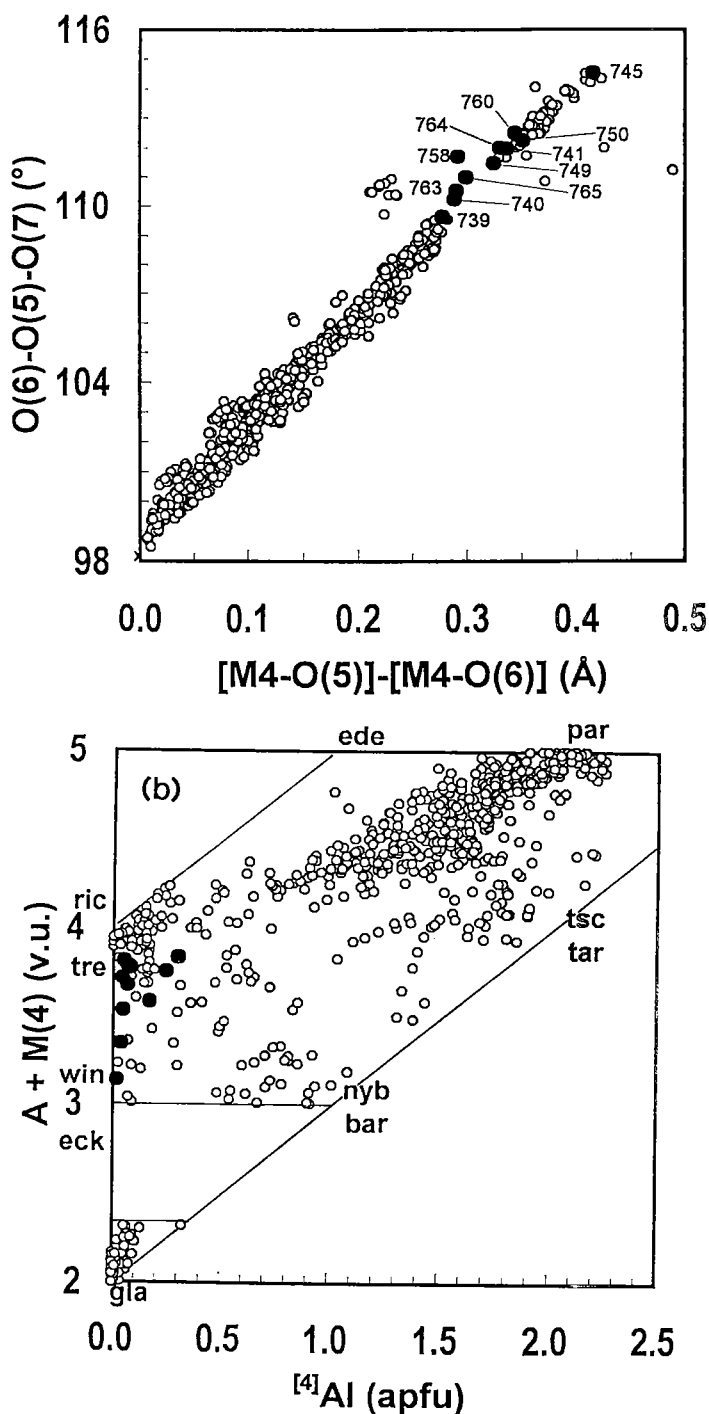 116
110
104
98
O(6)-O(5)-O(7) (°)
745
760
764
750
758
741
749
763
765
740
739
0.0 0.1 0.2 0.3 0.4 0.5
[M4-O(5)]-[M4-O(6)] (Å)
ede par
5
(b)
ric
4
tre
tsc
tar
win
3
nyb
bar
eck
2
gla
A + M(4) (v.u.)
0.0 0.5 1.0 1.5 2.0 2.5
[4]Al (apfu)